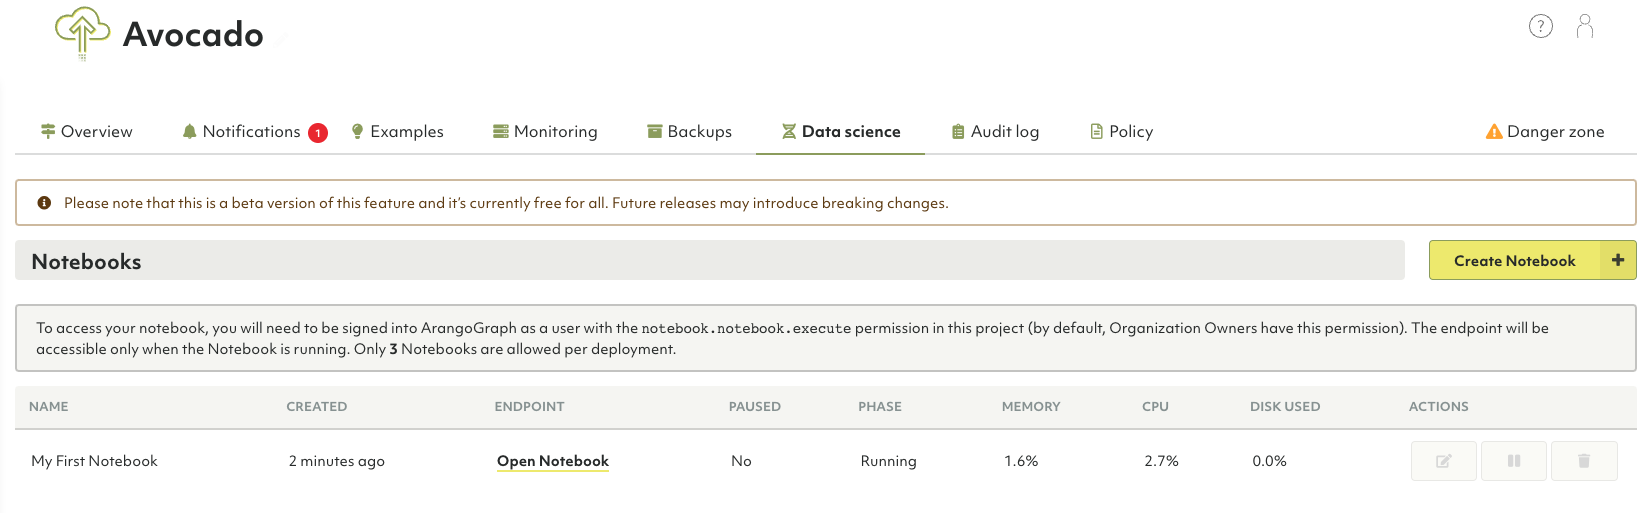 Avocado
?
Overview
Notifications 1
Examples
Monitoring
Backups
Data science
Audit log
Policy
Danger zone
Please note that this is a beta version of this feature and it's currently free for all. Future releases may introduce breaking changes.
Notebooks
Create Notebook +
To access your notebook, you will need to be signed into ArangoGraph as a user with the notebook.notebook.execute permission in this project (by default, Organization Owners have this permission). The endpoint will be
accessible only when the Notebook is running. Only 3 Notebooks are allowed per deployment.
NAME CREATED ENDPOINT PAUSED PHASE MEMORY CPU DISK USED ACTIONS
My First Notebook 2 minutes ago Open Notebook No Running 1.6% 2.7% 0.0%